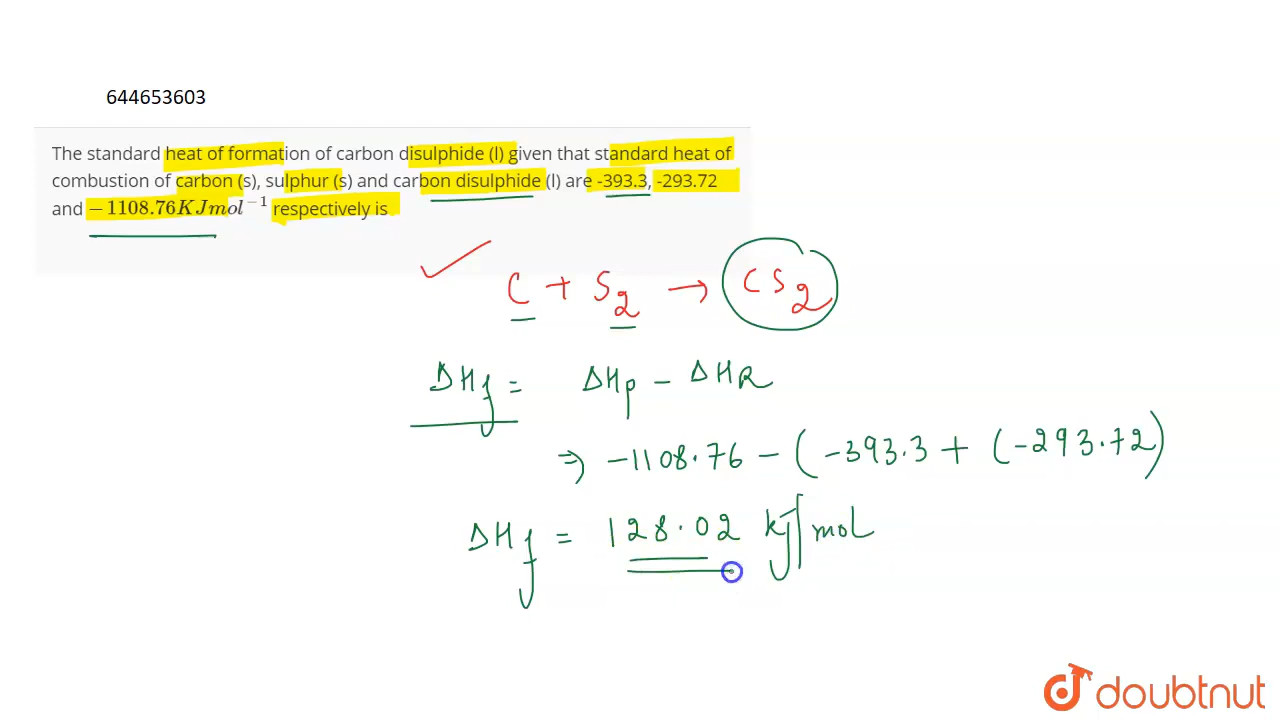 644653603
The standard heat of formation of carbon disulphide (l) given that standard heat of
combustion of carbon (s), sulphur (s) and carbon disulphide (l) are -393.3, -293.72
and −1108.76KJmol⁻¹ respectively is
C + S₂ → CS₂
ΔHf = ΔHp − ΔHR
⇒ −1108.76 − (−393.3 + (−293.72)
ΔHf = 128.02 kJ/mol
doubtnut